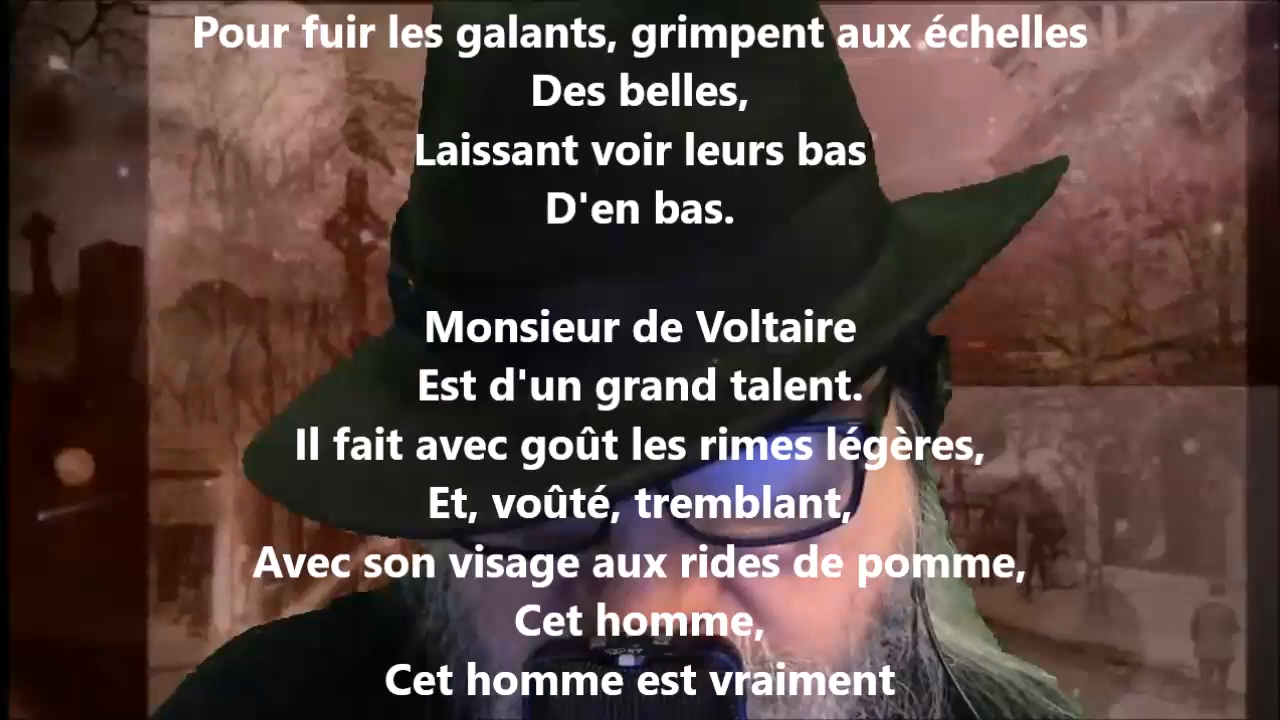 Pour fuir les galants, grimpent aux échelles
Des belles,
Laissant voir leurs bas
D'en bas.
Monsieur de Voltaire
Est d'un grand talent.
Il fait avec goût les rimes légères,
Et, voûté, tremblant,
Avec son visage aux rides de pomme,
Cet homme,
Cet homme est vraiment